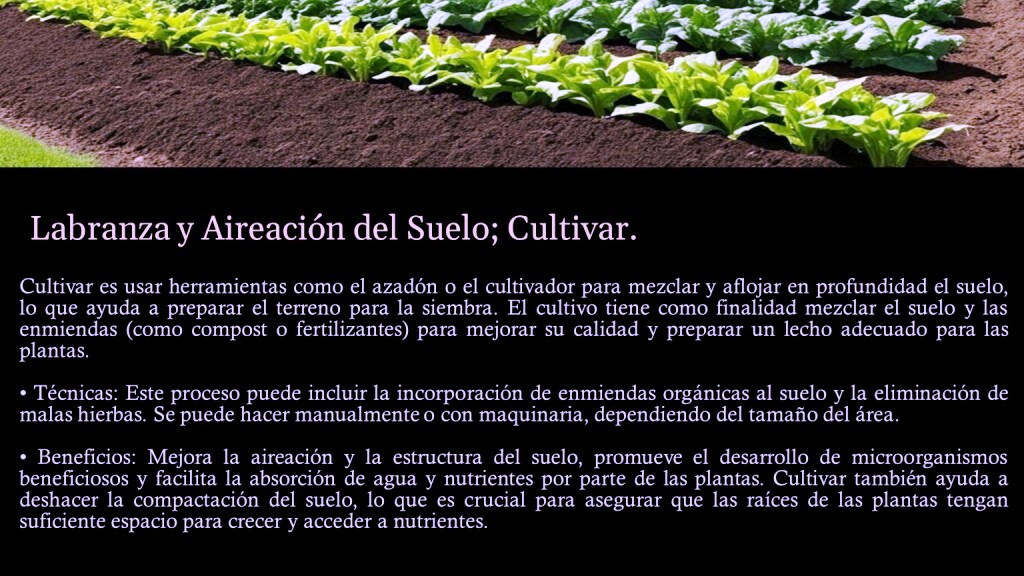 Labranza y Aireación del Suelo; Cultivar.
Cultivar es usar herramientas como el azadón o el cultivador para mezclar y aflojar en profundidad el suelo,
lo que ayuda a preparar el terreno para la siembra. El cultivo tiene como finalidad mezclar el suelo y las
enmiendas (como compost o fertilizantes) para mejorar su calidad y preparar un lecho adecuado para las
plantas.
• Técnicas: Este proceso puede incluir la incorporación de enmiendas orgánicas al suelo y la eliminación de
malas hierbas. Se puede hacer manualmente o con maquinaria, dependiendo del tamaño del área.
• Beneficios: Mejora la aireación y la estructura del suelo, promueve el desarrollo de microorganismos
beneficiosos y facilita la absorción de agua y nutrientes por parte de las plantas. Cultivar también ayuda a
deshacer la compactación del suelo, lo que es crucial para asegurar que las raíces de las plantas tengan
suficiente espacio para crecer y acceder a nutrientes.